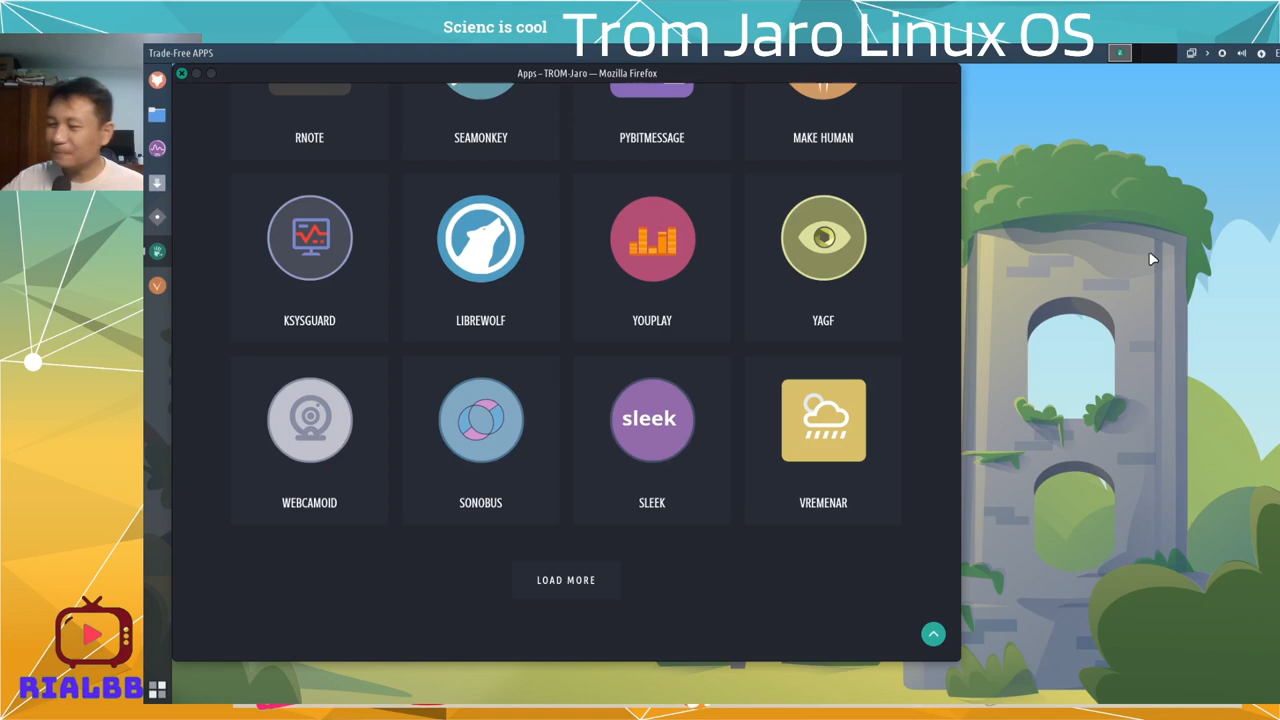 Scienc is cool
Trom Jaro Linux OS
Trade-Free APPS
Apps – TROM-Jaro — Mozilla Firefox
RNOTE
SEAMONKEY
PYBITMESSAGE
MAKE HUMAN
KSYSGUARD
LIBREWOLF
YOUPLAY
YAGF
sleek
WEBCAMOID
SONOBUS
SLEEK
VREMENAR
LOAD MORE
RIALBB